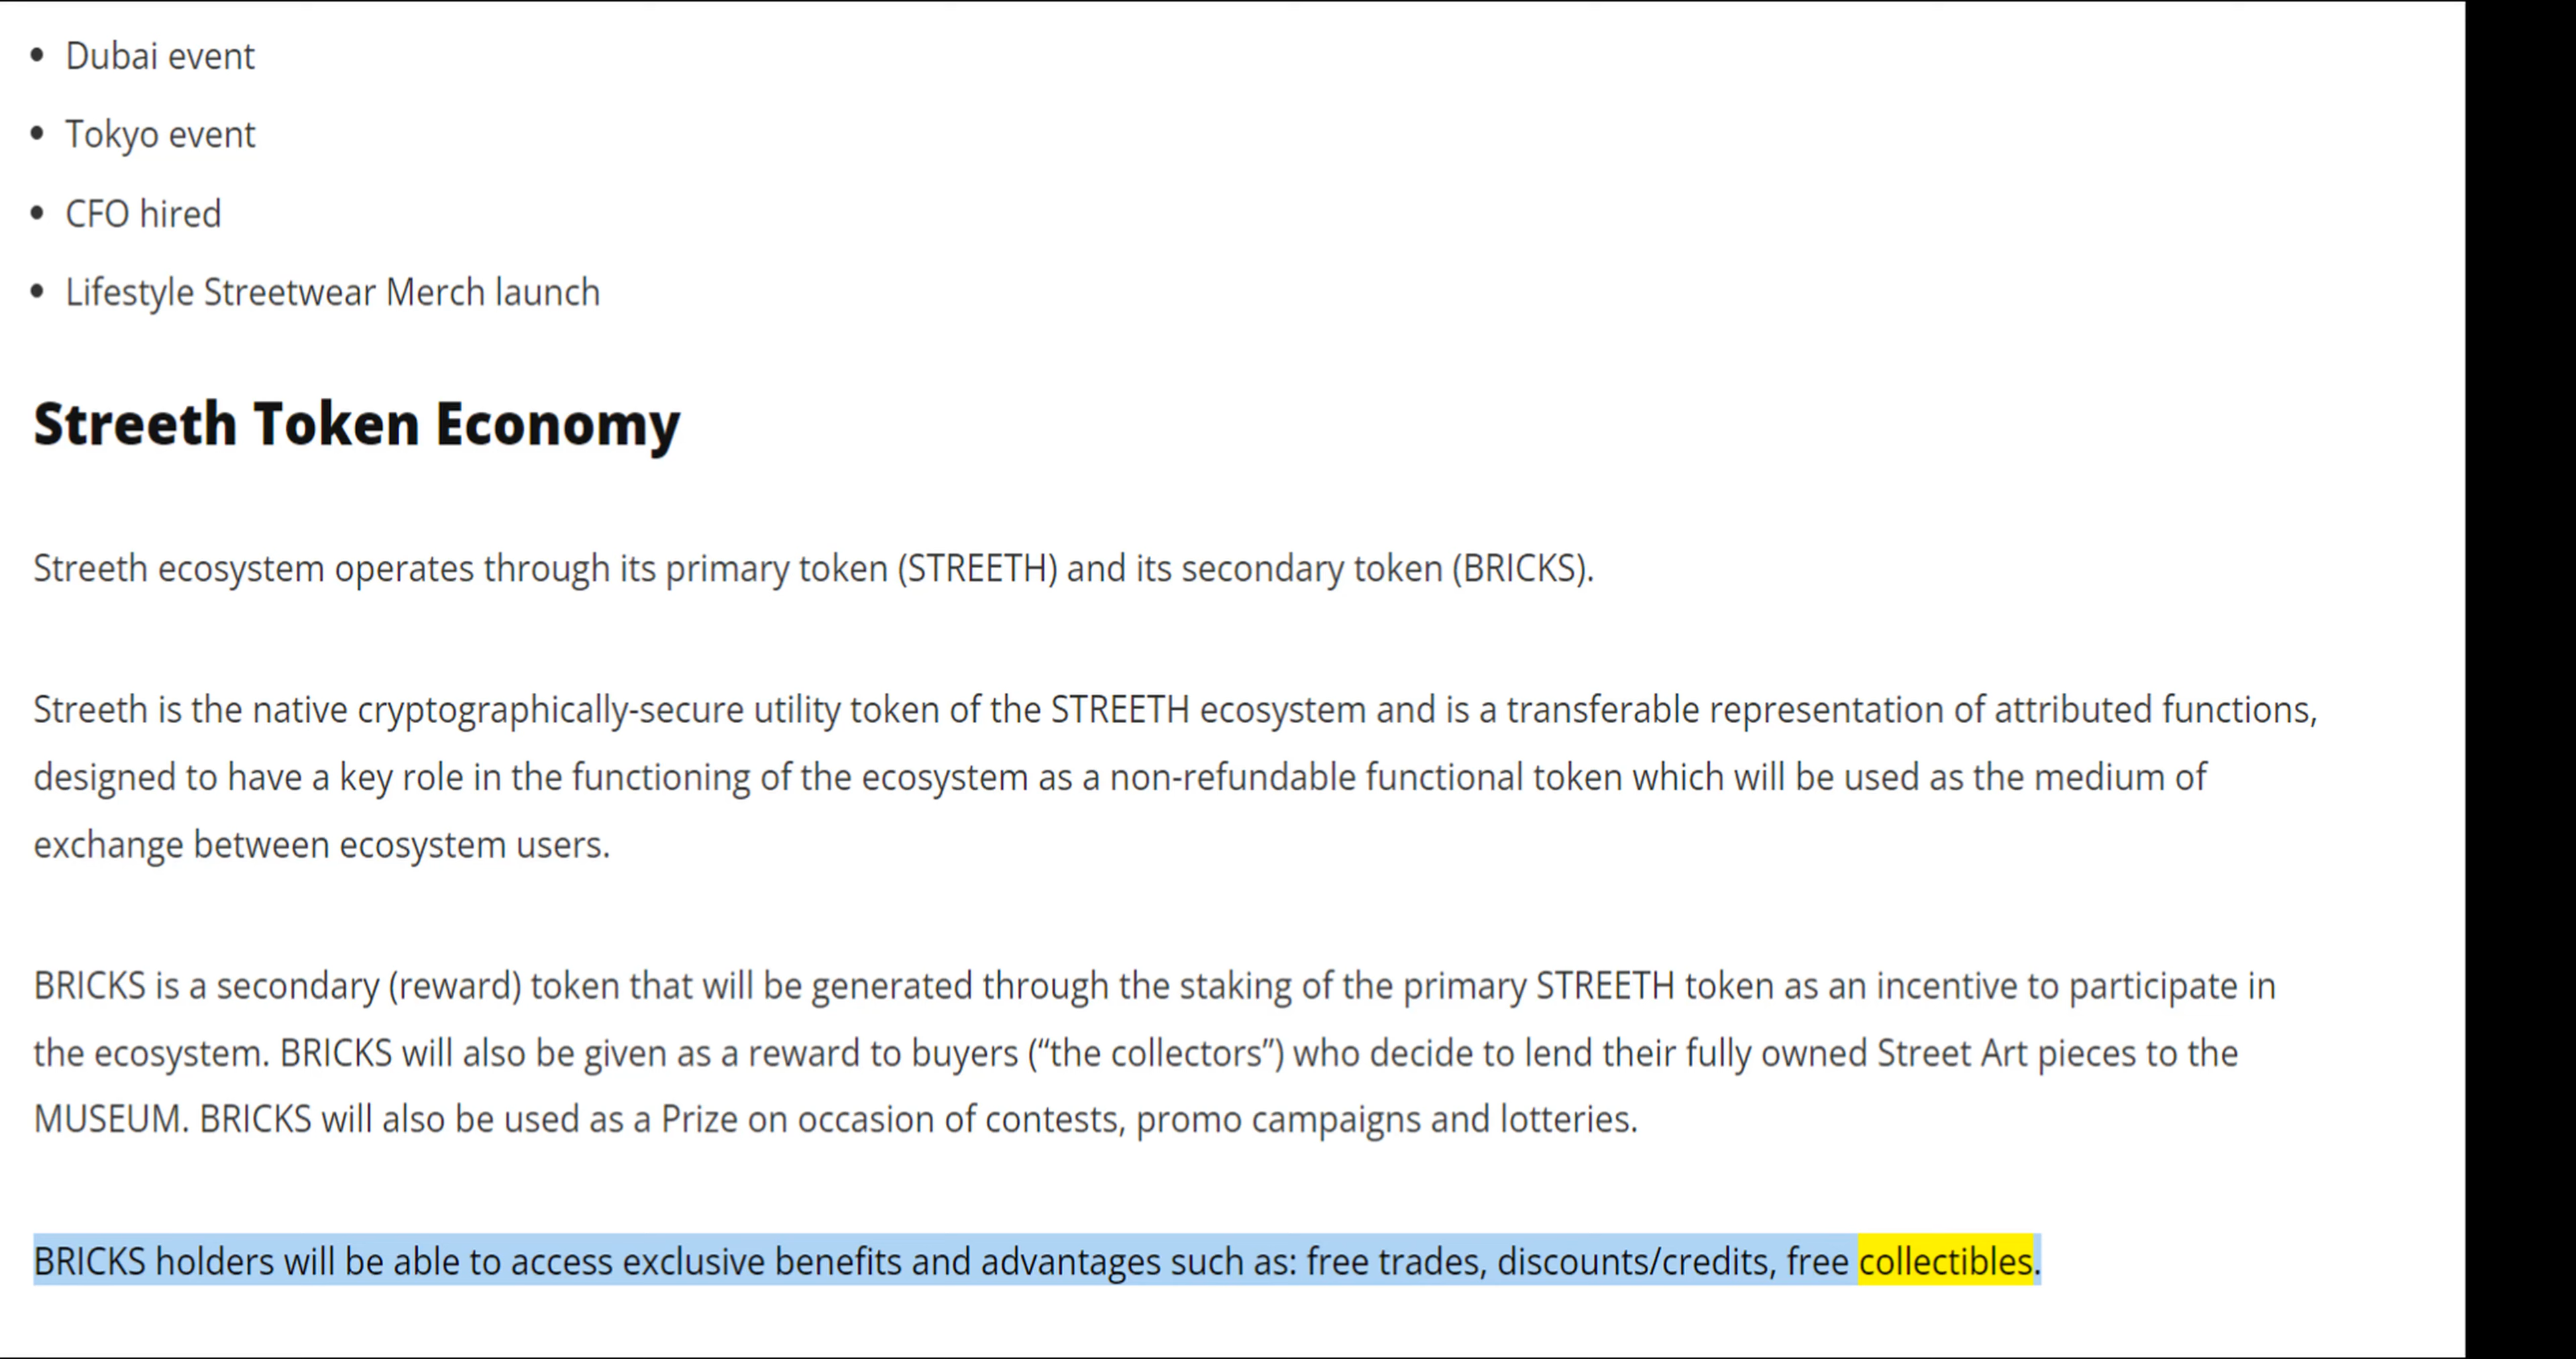 • Dubai event
• Tokyo event
• CFO hired
• Lifestyle Streetwear Merch launch
Streeth Token Economy
Streeth ecosystem operates through its primary token (STREETH) and its secondary token (BRICKS).
Streeth is the native cryptographically-secure utility token of the STREETH ecosystem and is a transferable representation of attributed functions,
designed to have a key role in the functioning of the ecosystem as a non-refundable functional token which will be used as the medium of
exchange between ecosystem users.
BRICKS is a secondary (reward) token that will be generated through the staking of the primary STREETH token as an incentive to participate in
the ecosystem. BRICKS will also be given as a reward to buyers (“the collectors”) who decide to lend their fully owned Street Art pieces to the
MUSEUM. BRICKS will also be used as a Prize on occasion of contests, promo campaigns and lotteries.
BRICKS holders will be able to access exclusive benefits and advantages such as: free trades, discounts/credits, free collectibles.